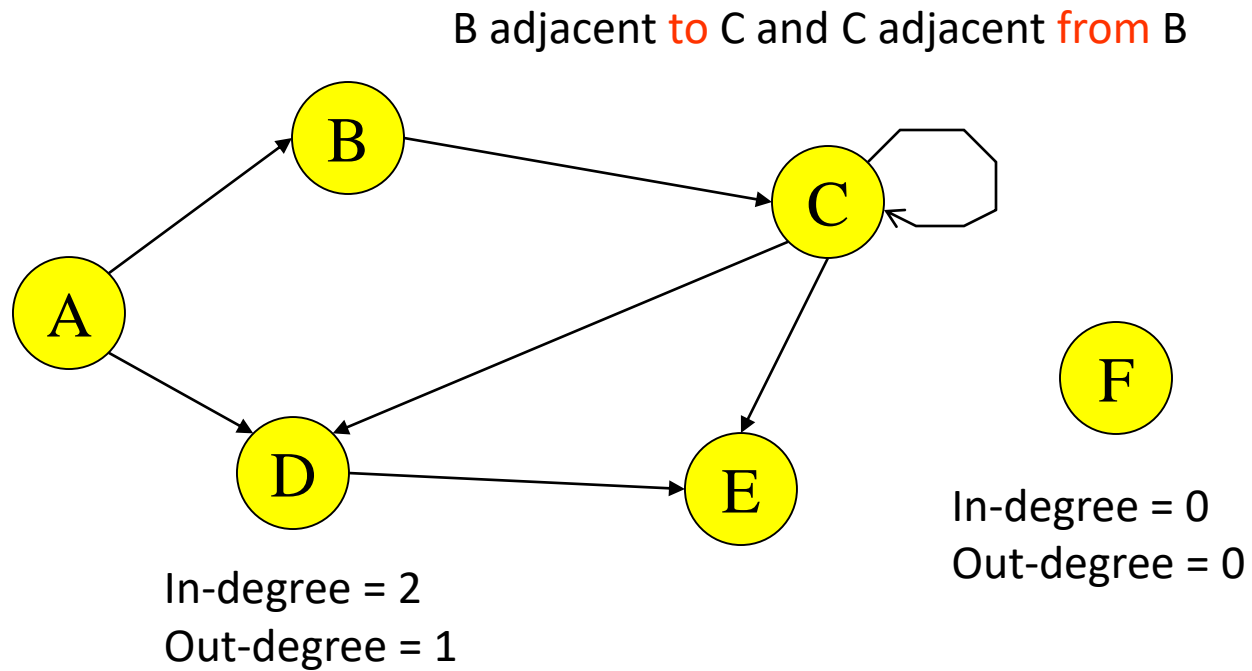 B adjacent to C and C adjacent from B
B
C
A
F
D
E
In-degree = 0
Out-degree = 0
In-degree = 2
Out-degree = 1